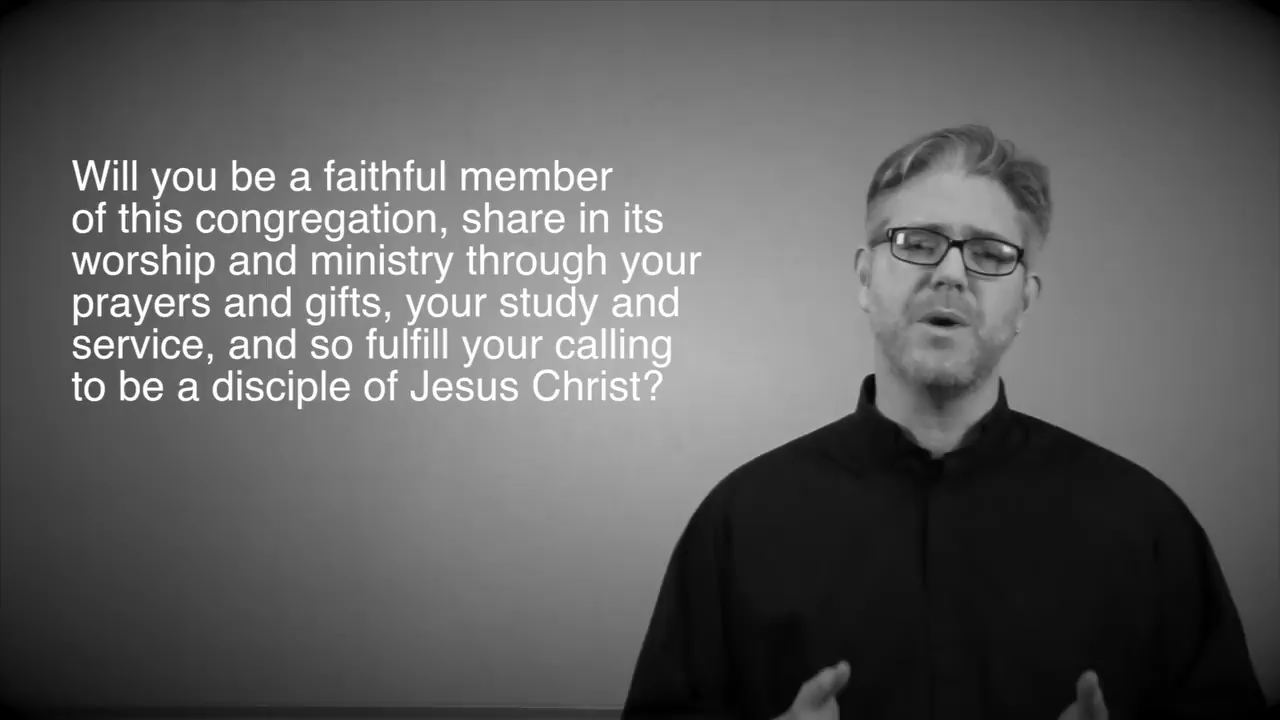 Will you be a faithful member
of this congregation, share in its
worship and ministry through your
prayers and gifts, your study and
service, and so fulfill your calling
to be a disciple of Jesus Christ?